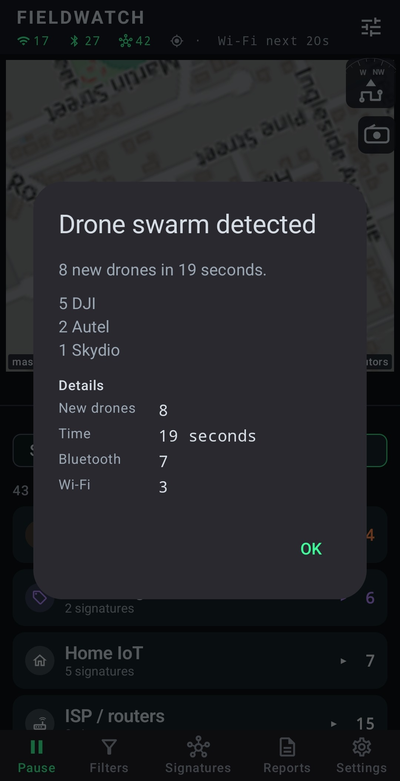 FIELDWATCH
17 27 42 · Wi-Fi next 20s
W NW
Martin Street
Pine Street
Ingleside Avenue
Drone swarm detected
8 new drones in 19 seconds.
5 DJI
2 Autel
1 Skydio
Details
New drones 8
Time 19 seconds
Bluetooth 7
Wi-Fi 3
OK
43
4
2 signatures 6
Home IoT 7
5 signatures
ISP / routers 15
Pause Filters Signatures Reports Settings